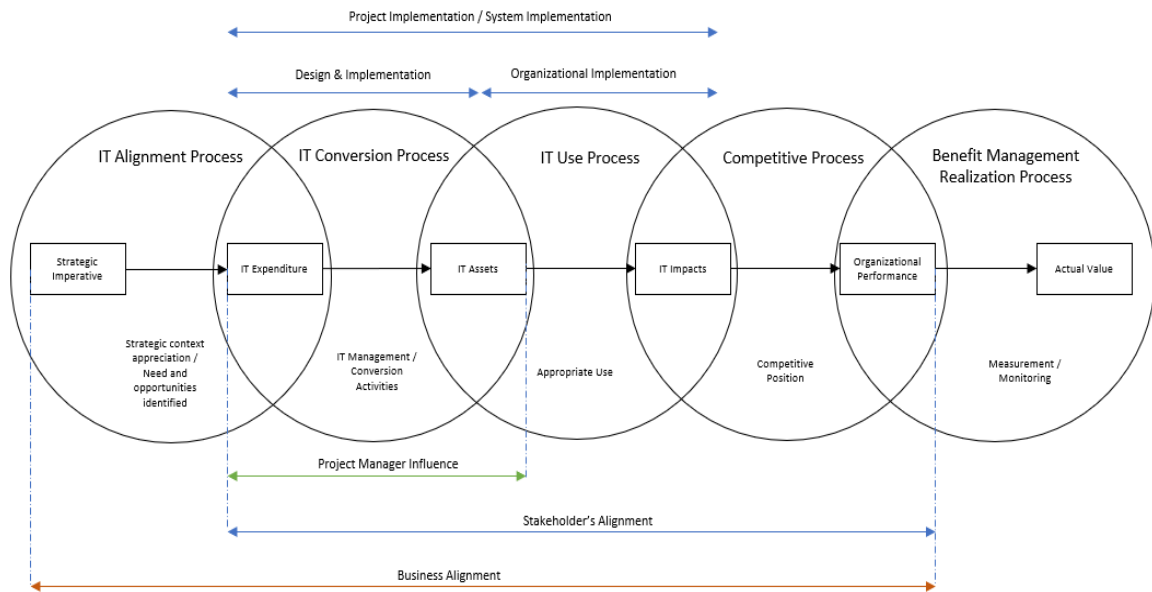 Project Implementation / System Implementation
Design & Implementation
Organizational Implementation
IT Alignment Process
IT Conversion Process
IT Use Process
Competitive Process
Benefit Management
Realization Process
Strategic
Imperative
IT Expenditure
IT Assets
IT Impacts
Organizational
Performance
Actual Value
Strategic context
appreciation /
Need and
opportunities
identified
IT Management /
Conversion
Activities
Appropriate Use
Competitive
Position
Measurement /
Monitoring
Project Manager Influence
Stakeholder's Alignment
Business Alignment